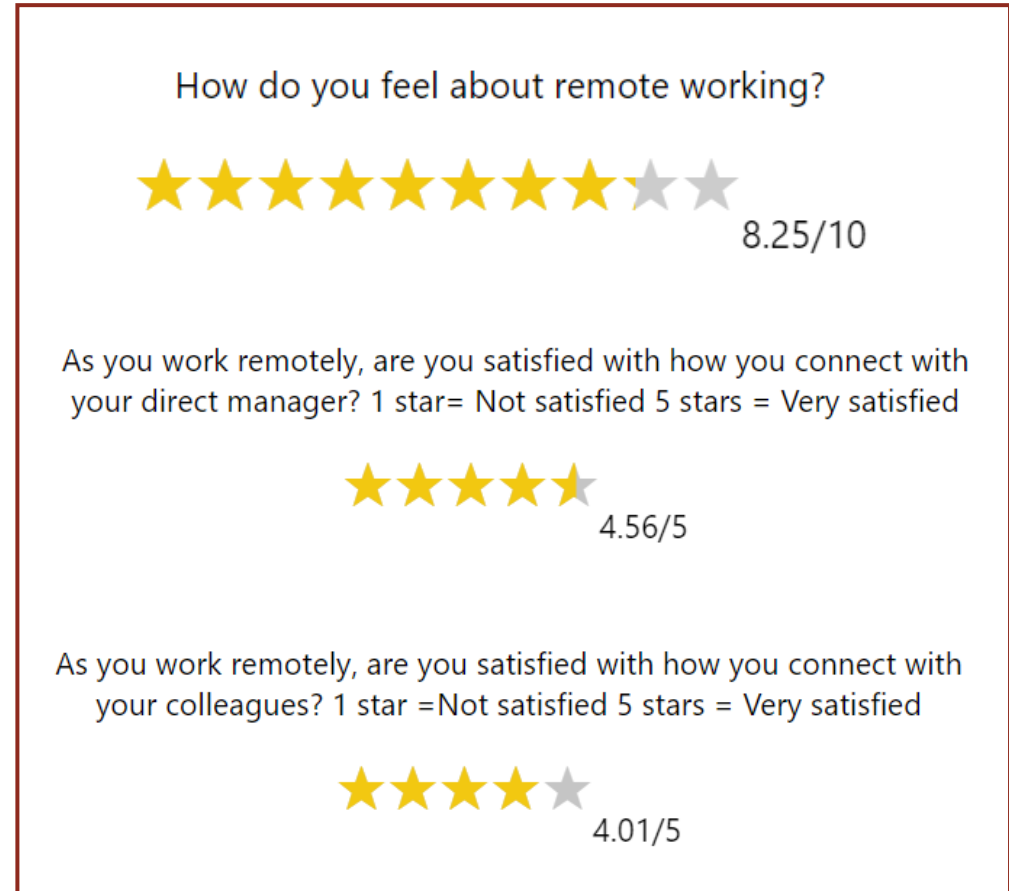 How do you feel about remote working?
8.25/10
As you work remotely, are you satisfied with how you connect with
your direct manager? 1 star= Not satisfied 5 stars = Very satisfied
4.56/5
As you work remotely, are you satisfied with how you connect with
your colleagues? 1 star =Not satisfied 5 stars = Very satisfied
4.01/5